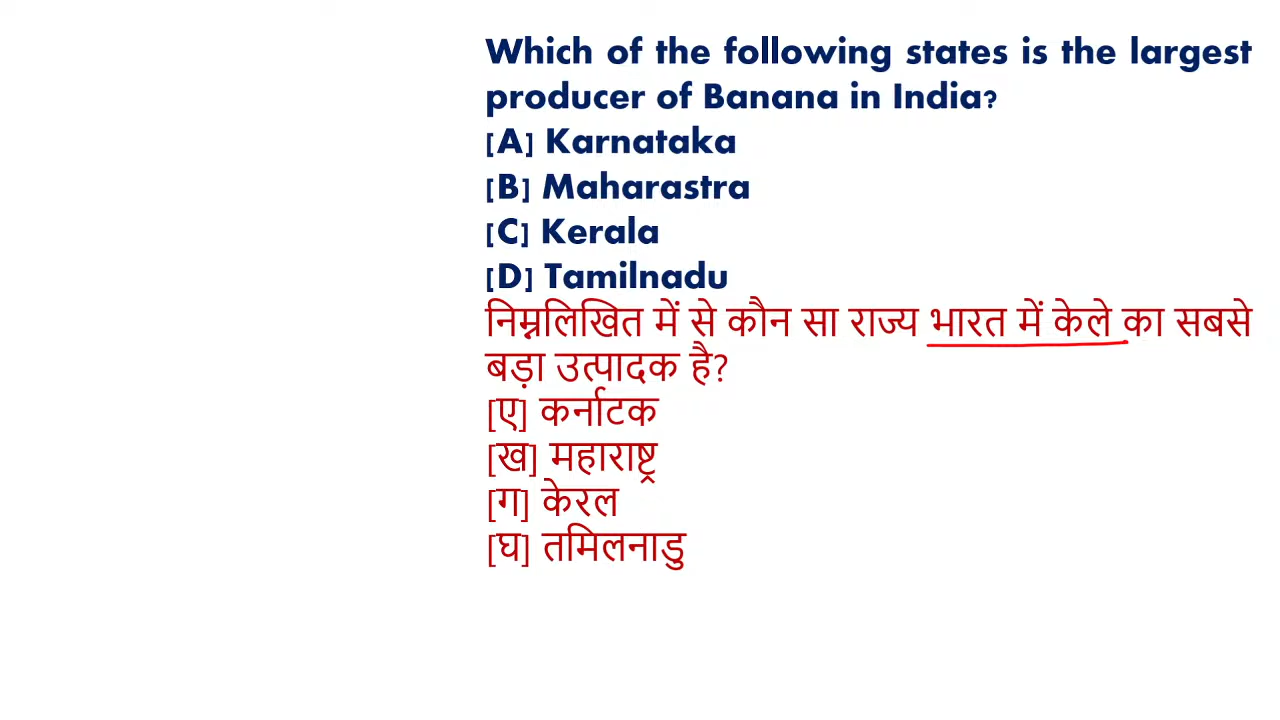 Which of the following states is the largest
producer of Banana in India?
[A] Karnataka
[B] Maharastra
[C] Kerala
[D] Tamilnadu
निम्नलिखित में से कौन सा राज्य भारत में केले का सबसे
बड़ा उत्पादक है?
[ए] कर्नाटक
[ख] महाराष्ट्र
[ग] केरल
[घ] तमिलनाडु